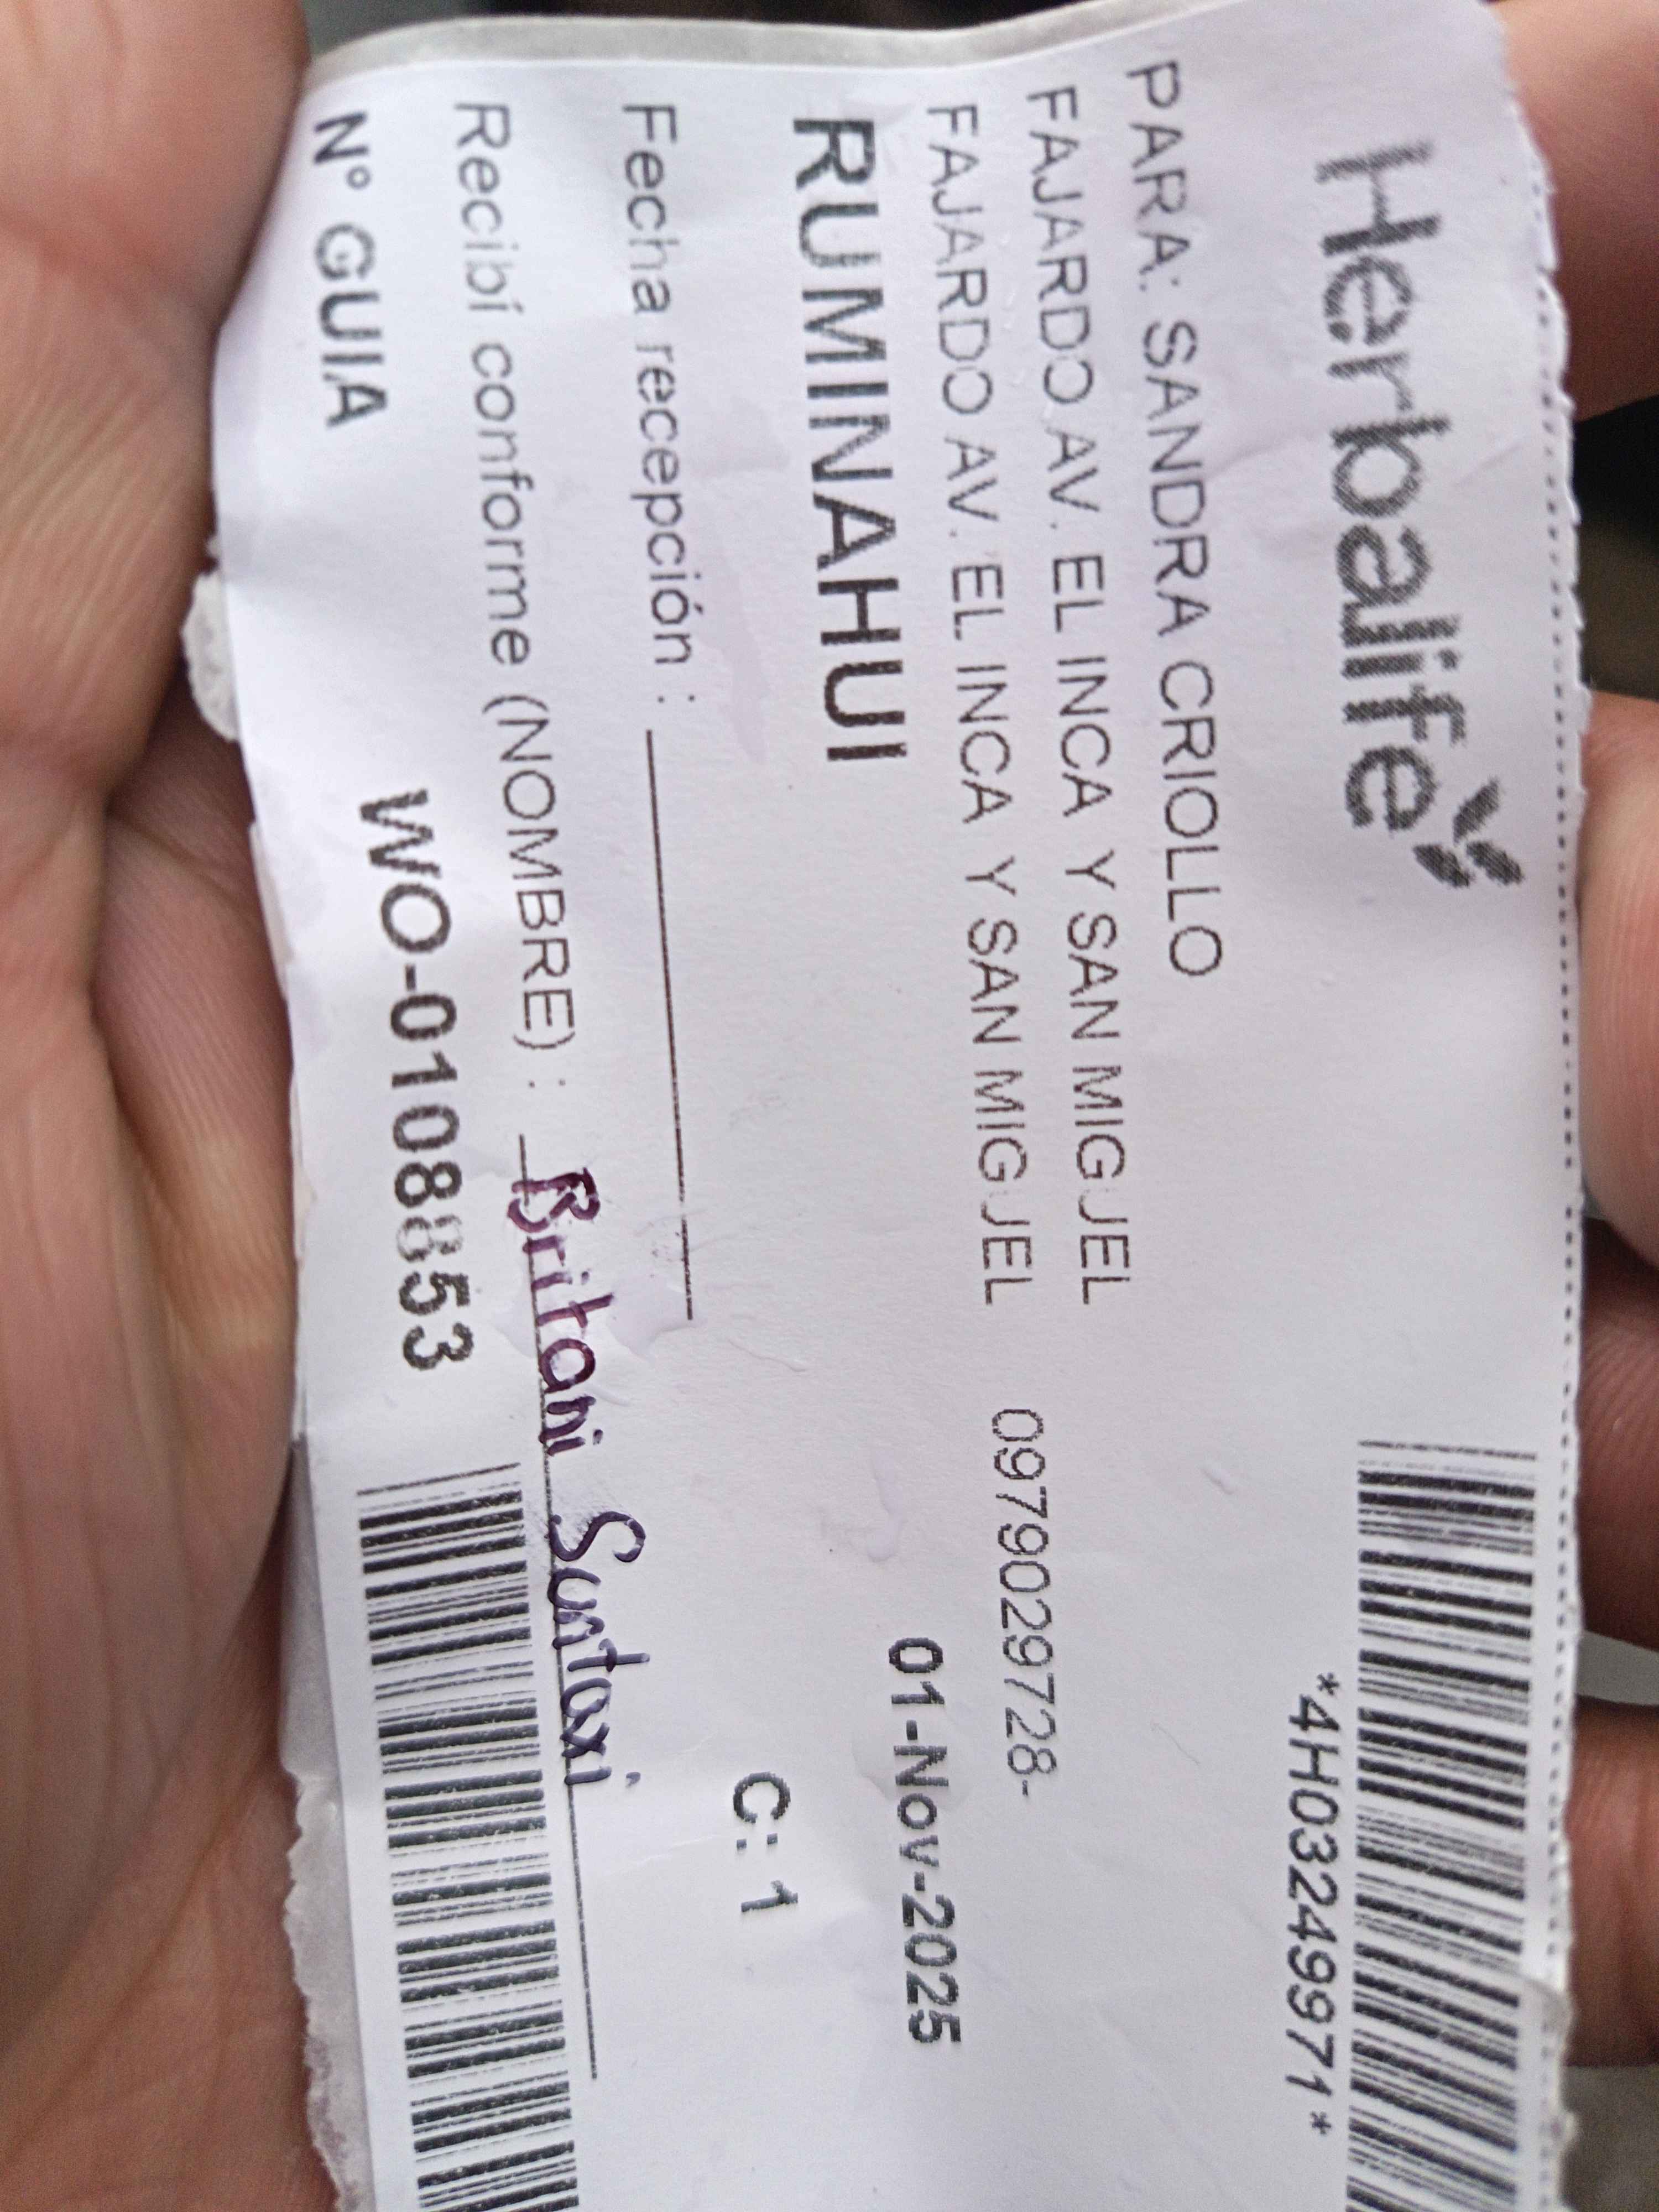 Herbalife
*4H03249971*
PARA: SANDRA CRIOLLO
FAJARDO AV. EL INCA Y SAN MIGUEL
FAJARDO AV. EL INCA Y SAN MIGUEL 0979029728-
RUMINAHUI 01-Nov-2025
C: 1
Fecha recepción :
Recibí conforme (NOMBRE) : Britani Suntaxi
N° GUIA WO-0108853